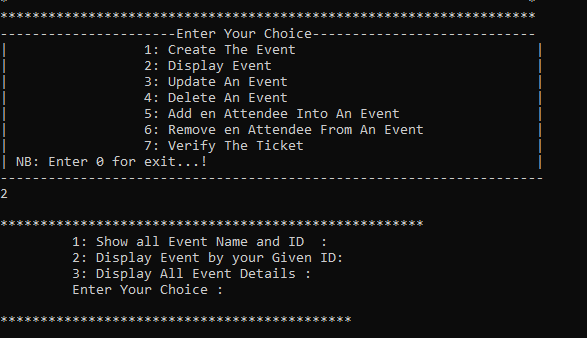 *                                                                 *
*******************************************************************
----------------------Enter Your Choice----------------------------
|                 1: Create The Event                              |
|                 2: Display Event                                 |
|                 3: Update An Event                               |
|                 4: Delete An Event                               |
|                 5: Add en Attendee Into An Event                 |
|                 6: Remove en Attendee From An Event              |
|                 7: Verify The Ticket                             |
| NB: Enter 0 for exit...!                                         |
--------------------------------------------------------------------
2
*****************************************************
         1: Show all Event Name and ID  :
         2: Display Event by your Given ID:
         3: Display All Event Details :
         Enter Your Choice :
********************************************